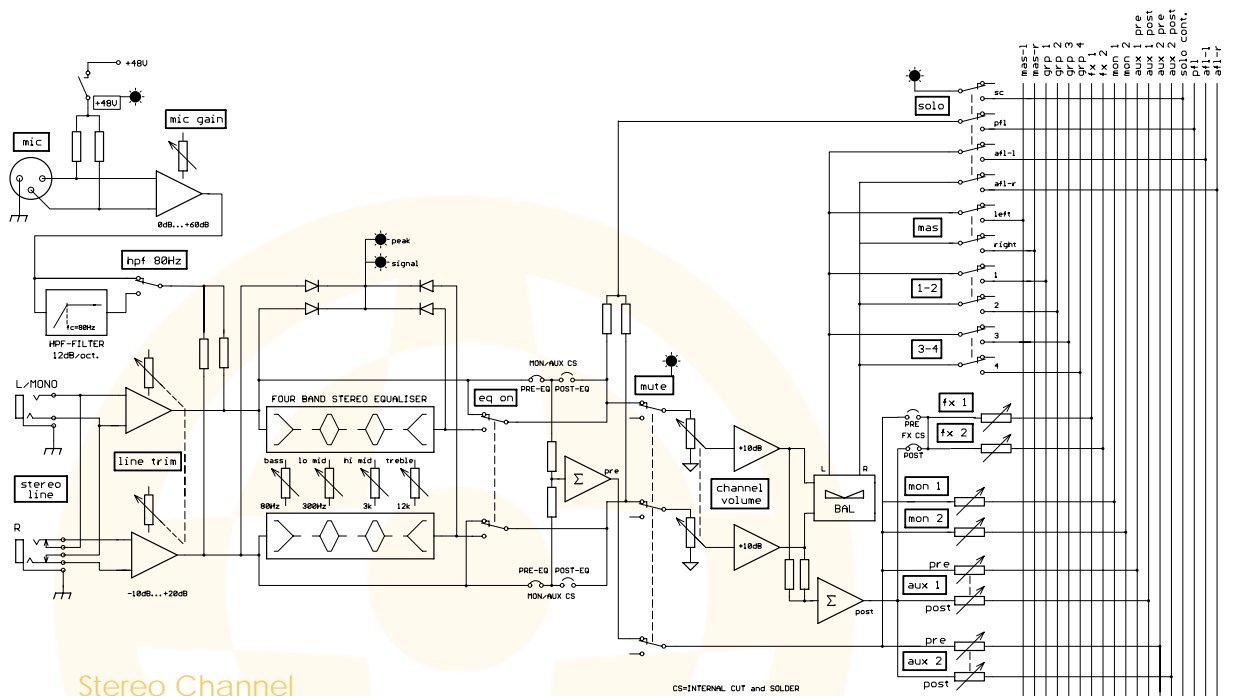 mas-l
mas-r
grp 1
grp 2
grp 3
grp 4
fx 1
fx 2
mon 1
mon 2
aux 1 pre
aux 1 post
aux 2 pre
aux 2 post
solo cont.
pfl
afl-l
afl-r
+48V
+48V
mic gain
mic
0dB...+60dB
hpf 80Hz
fc=80Hz
HPF-FILTER
12dB/oct.
peak
signal
solo
sc
pfl
afl-l
afl-r
mas
left
right
1-2
1
2
3-4
3
4
L/MONO
line trim
stereo
line
R
-10dB...+20dB
FOUR BAND STEREO EQUALISER
bass
lo mid
hi mid
treble
80Hz
300Hz
3k
12k
eq on
MON/AUX CS
PRE-EQ
POST-EQ
Σ
pre
PRE-EQ
POST-EQ
MON/AUX CS
mute
+10dB
channel
volume
+10dB
L
R
BAL
Σ
post
PRE
FX CS
POST
fx 1
fx 2
mon 1
mon 2
pre
aux 1
post
pre
aux 2
post
Stereo Channel
CS=INTERNAL CUT and SOLDER